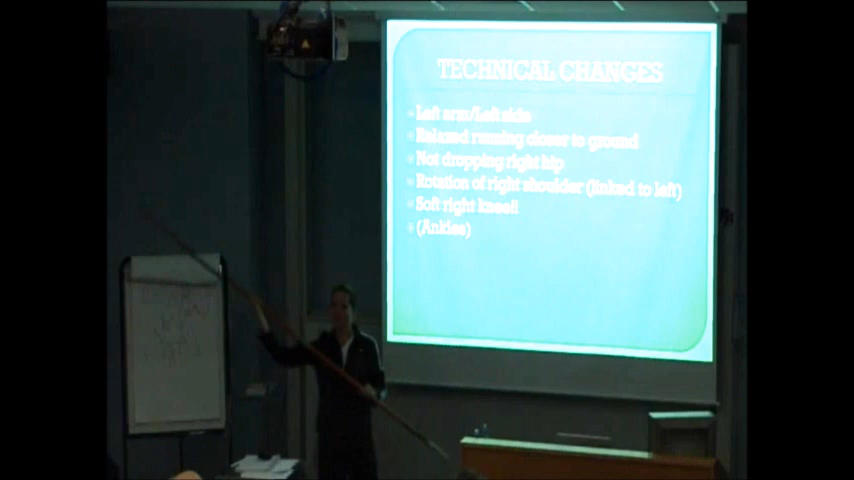 TECHNICAL CHANGES
Left arm/Left side
Relaxed running closer to ground
Not dropping right hip
Rotation of right shoulder (linked to left)
Soft right knee!!
(Ankles)